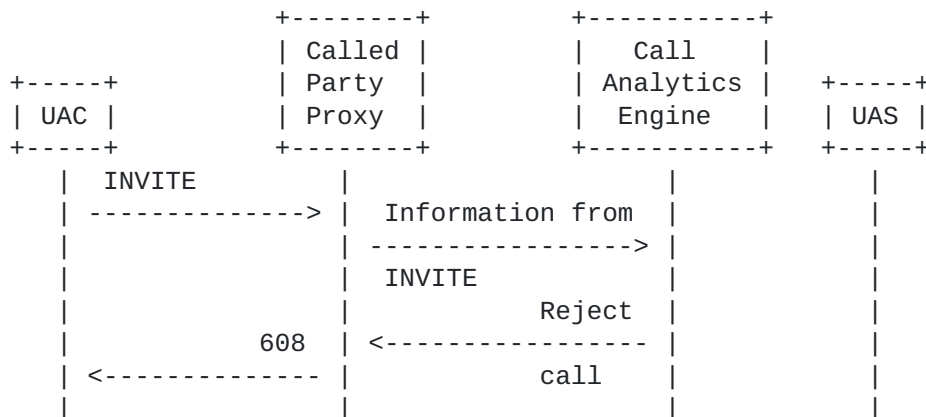 Called Call
Party Analytics
UAC Proxy Engine UAS
INVITE
Information from
INVITE
Reject
608
call